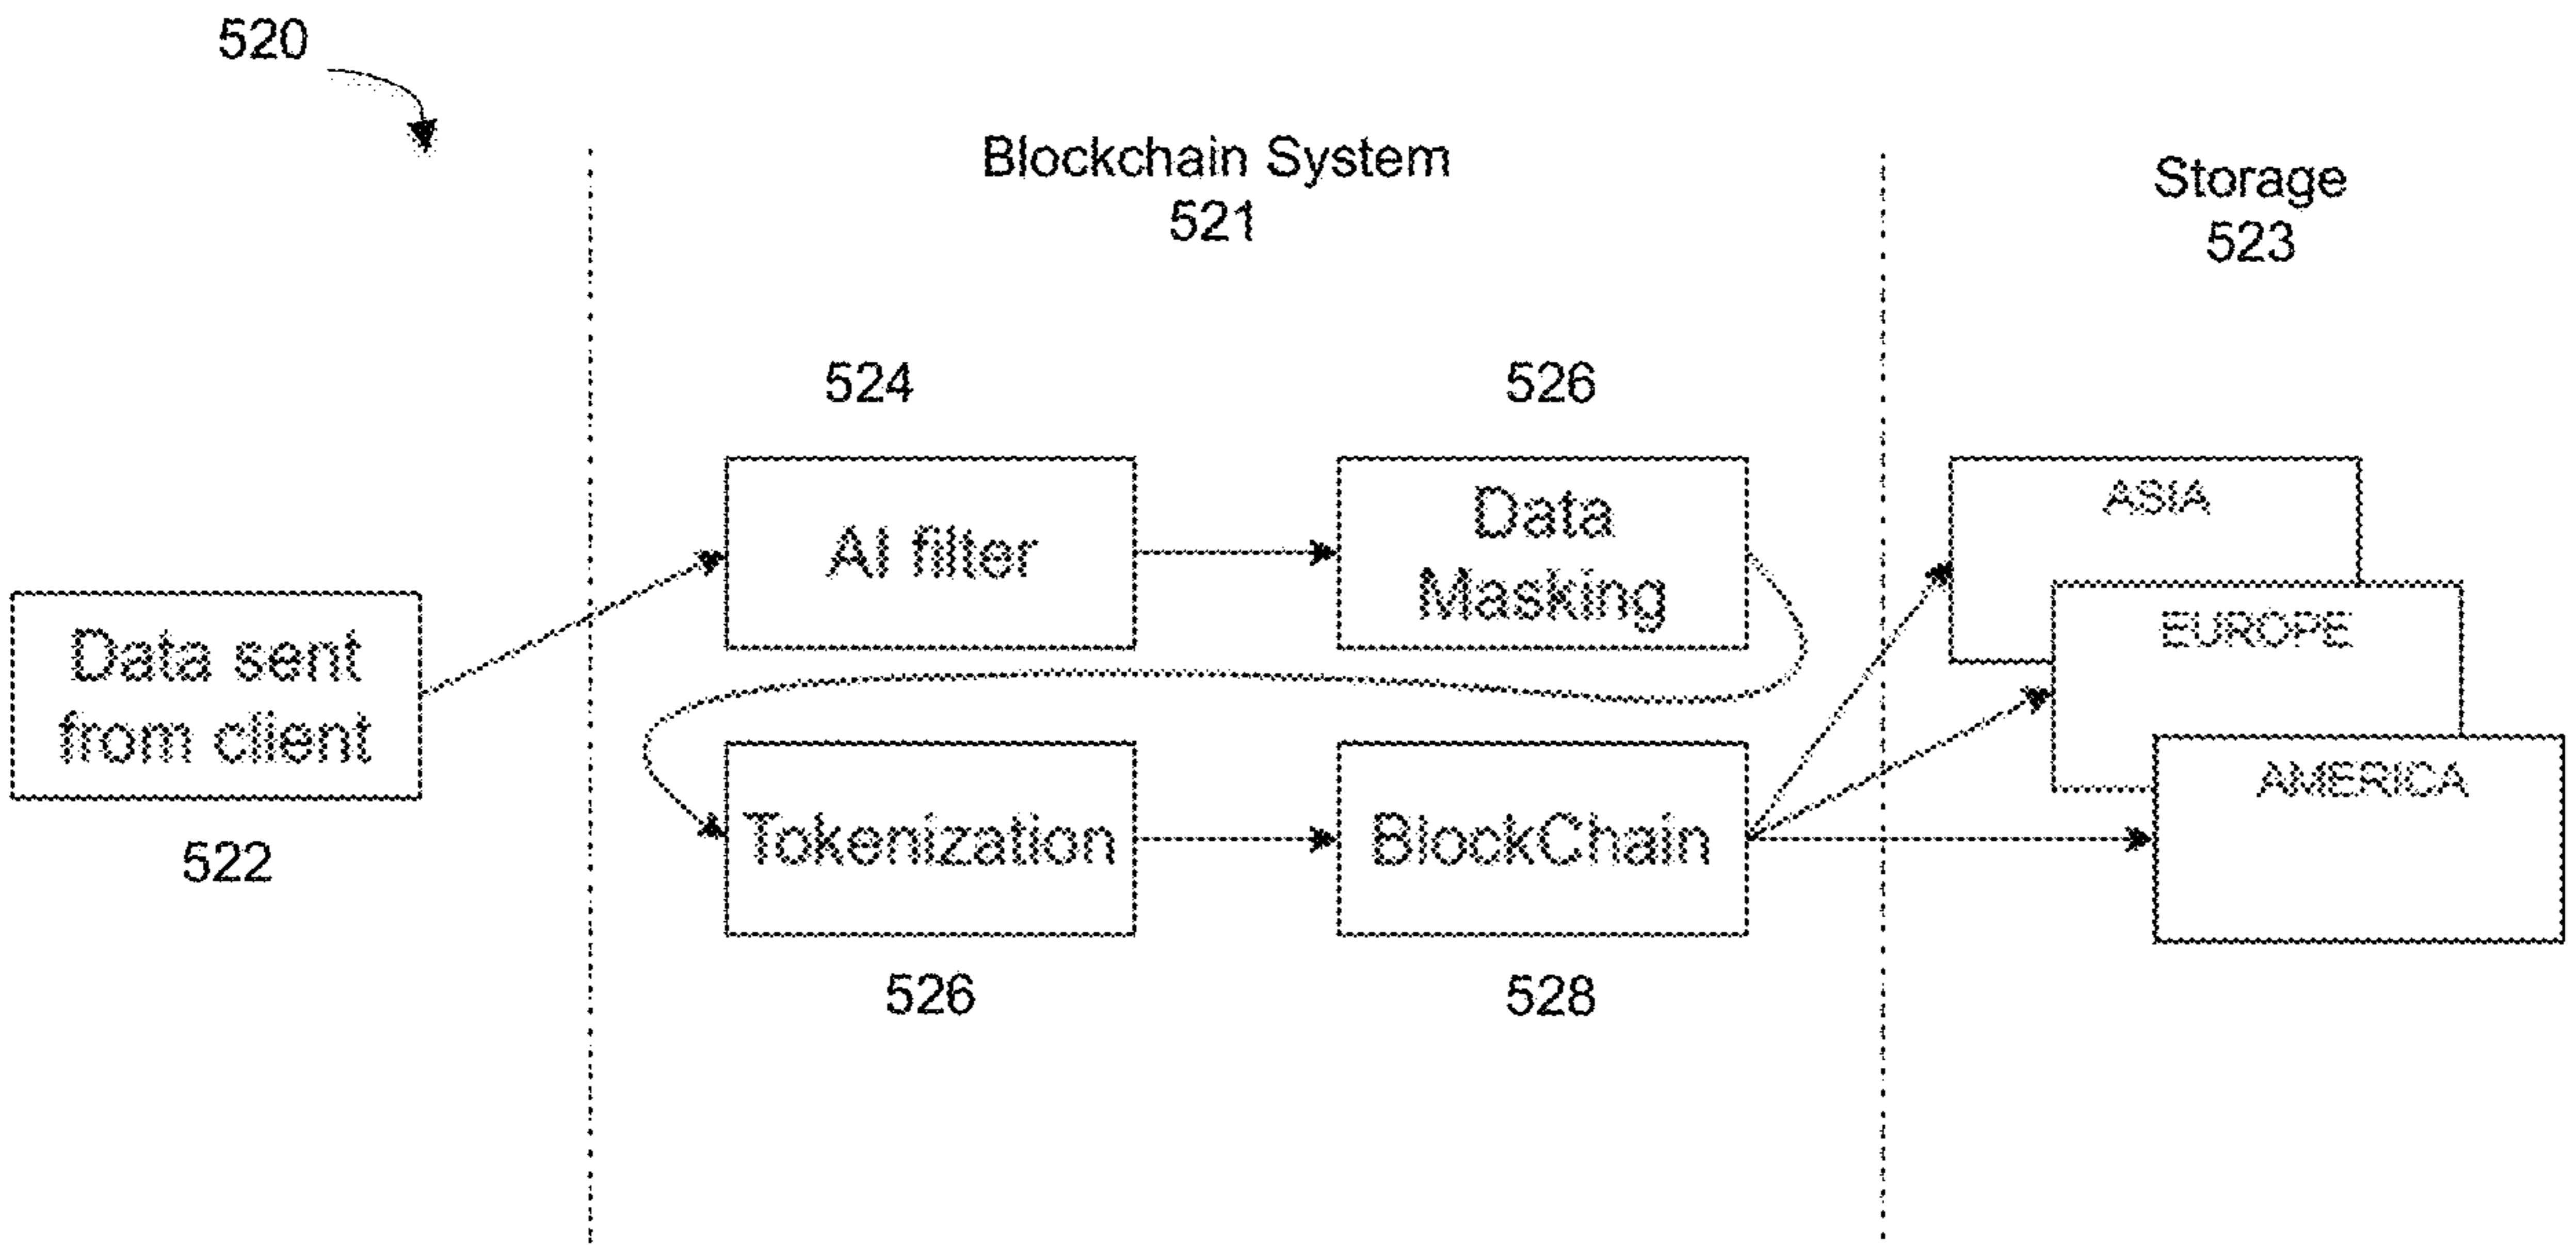 520
Blockchain System
521
Storage
523
524
526
AI filter
Data
Masking
ASIA
EUROPE
AMERICA
Data sent
from client
522
Tokenization
BlockChain
526
528